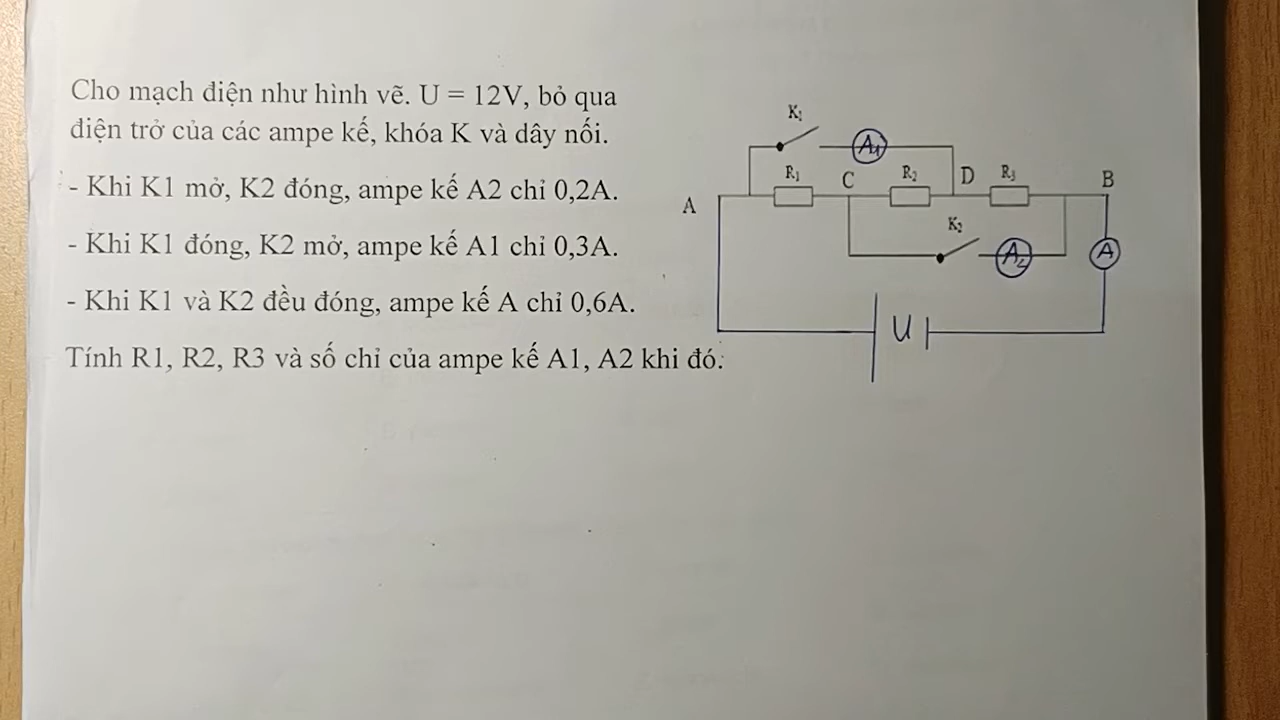 Cho mạch điện như hình vẽ. U = 12V, bỏ qua
điện trở của các ampe kế, khóa K và dây nối.
- Khi K1 mở, K2 đóng, ampe kế A2 chỉ 0,2A.
- Khi K1 đóng, K2 mở, ampe kế A1 chỉ 0,3A.
- Khi K1 và K2 đều đóng, ampe kế A chỉ 0,6A.
Tính R1, R2, R3 và số chỉ của ampe kế A1, A2 khi đó.
K1
A1
R1 C R2 D R3 B
A
K2
A2 A
U